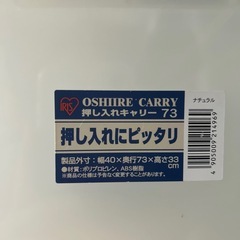 IRIS
OSHIIRE CARRY
押し入れキャリー 73
押し入れにピッタリ
製品外寸：幅40×奥行73×高さ33cm
●材質：ポリプロピレン、ABS樹脂
※商品の仕様は予告なく変更することがあります。
ナチュラル
4 905009 214969